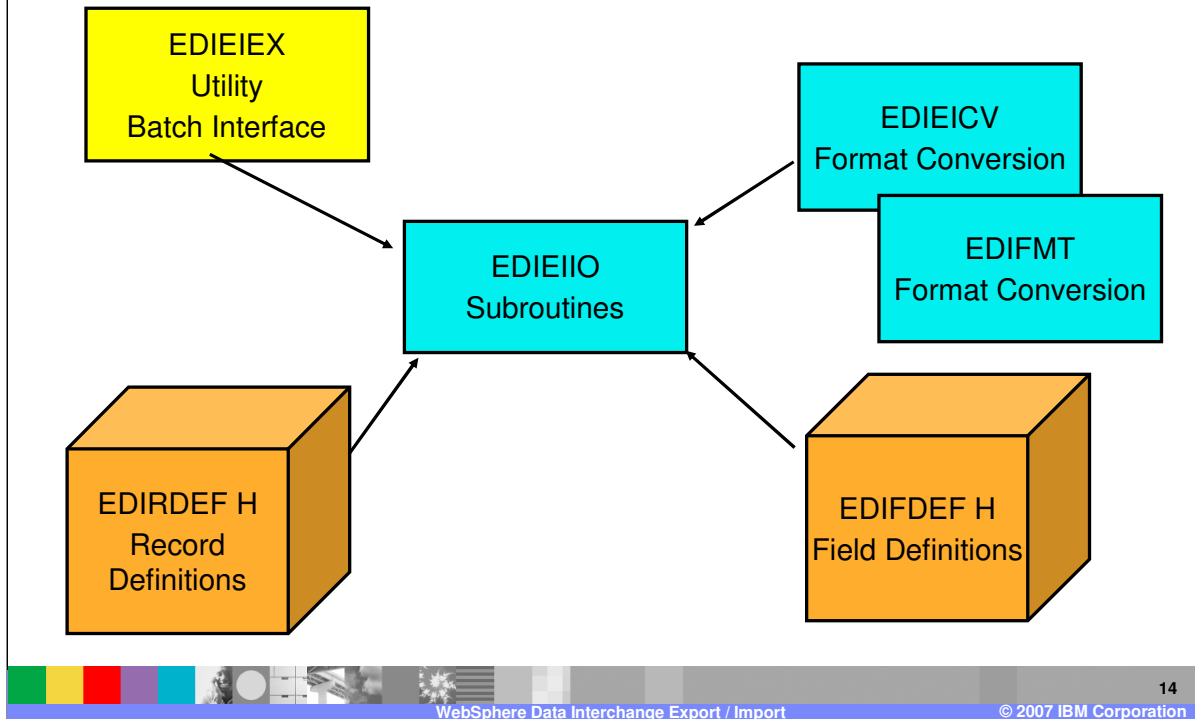 EDIEIEX
Utility
Batch Interface
EDIEICV
Format Conversion
EDIFMT
Format Conversion
EDIEIIO
Subroutines
EDIRDEF H
Record
Definitions
EDIFDEF H
Field Definitions
14
WebSphere Data Interchange Export / Import
© 2007 IBM Corporation